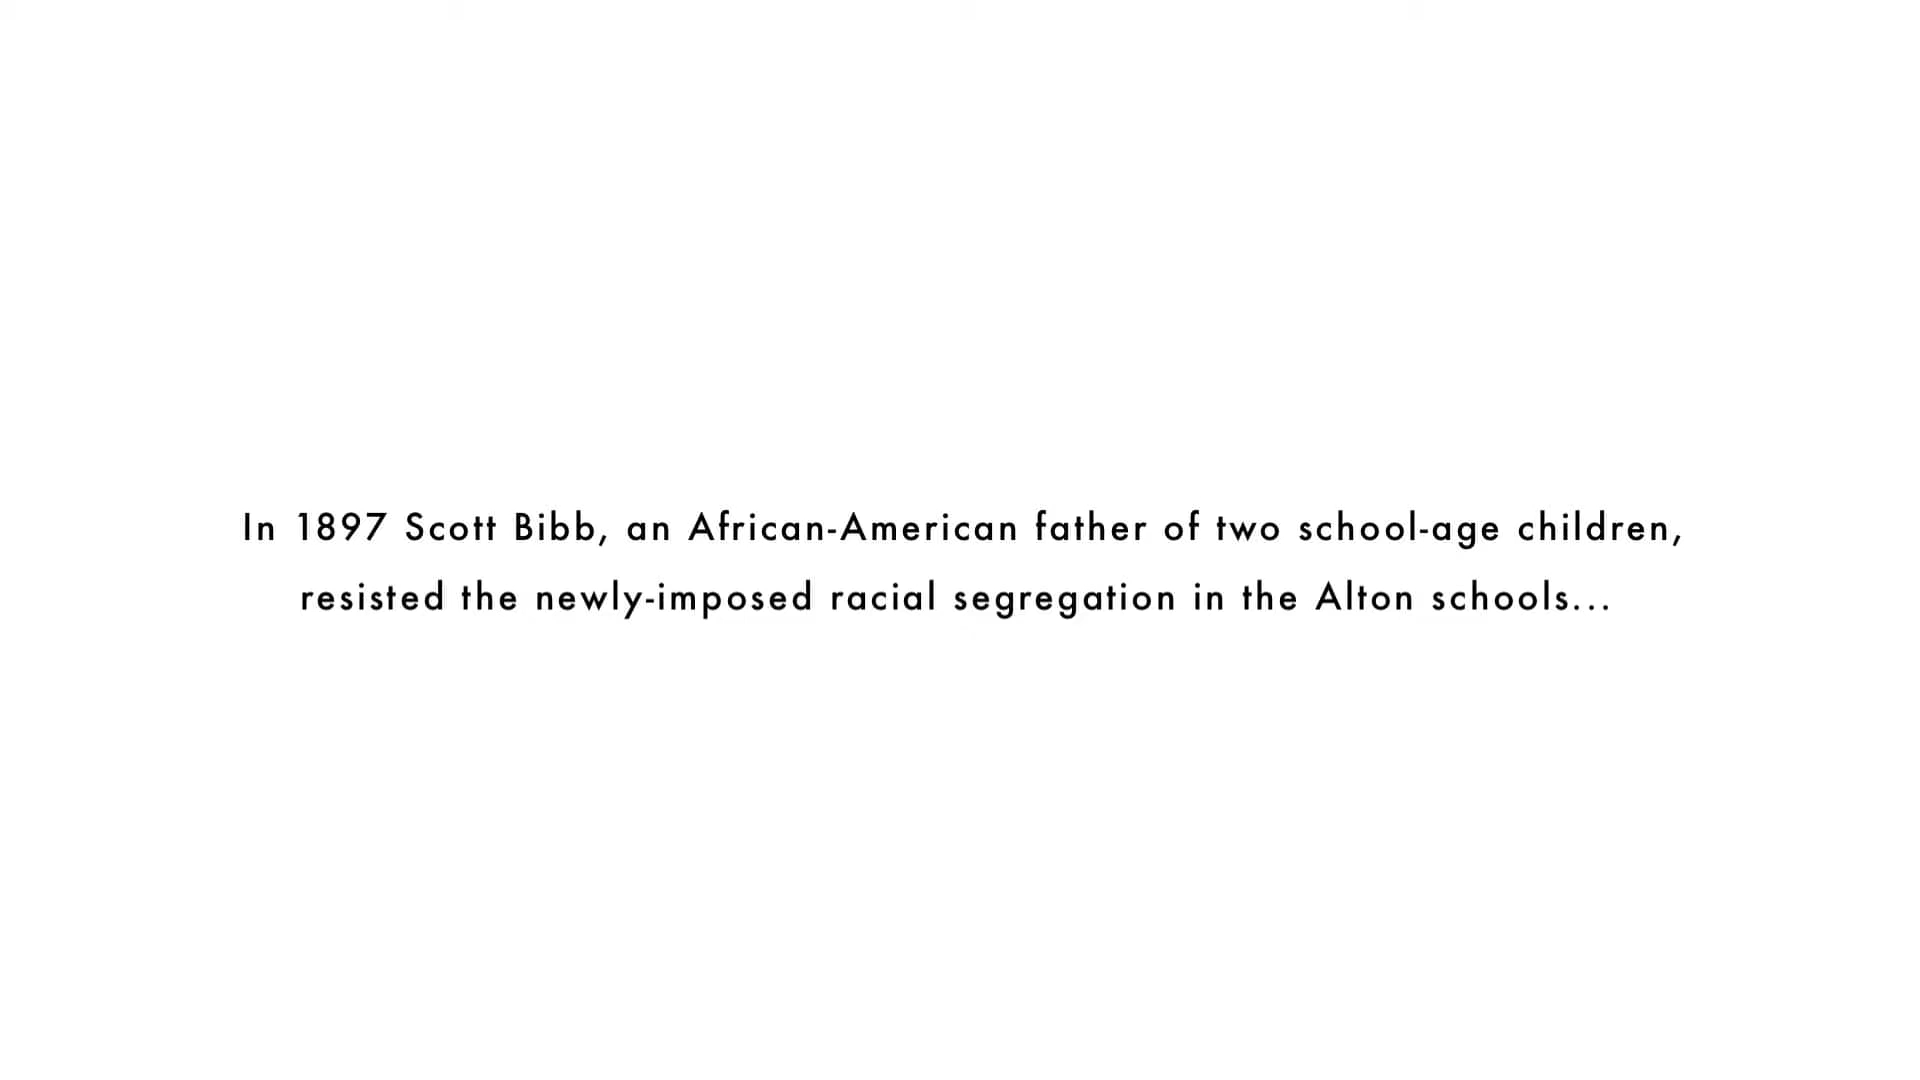 In 1897 Scott Bibb, an African-American father of two school-age children,
resisted the newly-imposed racial segregation in the Alton schools...